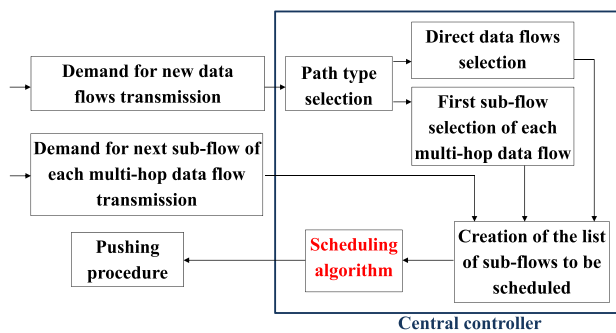 Demand for new data
flows transmission
Path type
selection
Direct data flows
selection
First sub-flow
selection of each
multi-hop data flow
Demand for next sub-flow of
each multi-hop data flow
transmission
Pushing
procedure
Scheduling
algorithm
Creation of the list
of sub-flows to be
scheduled
Central controller